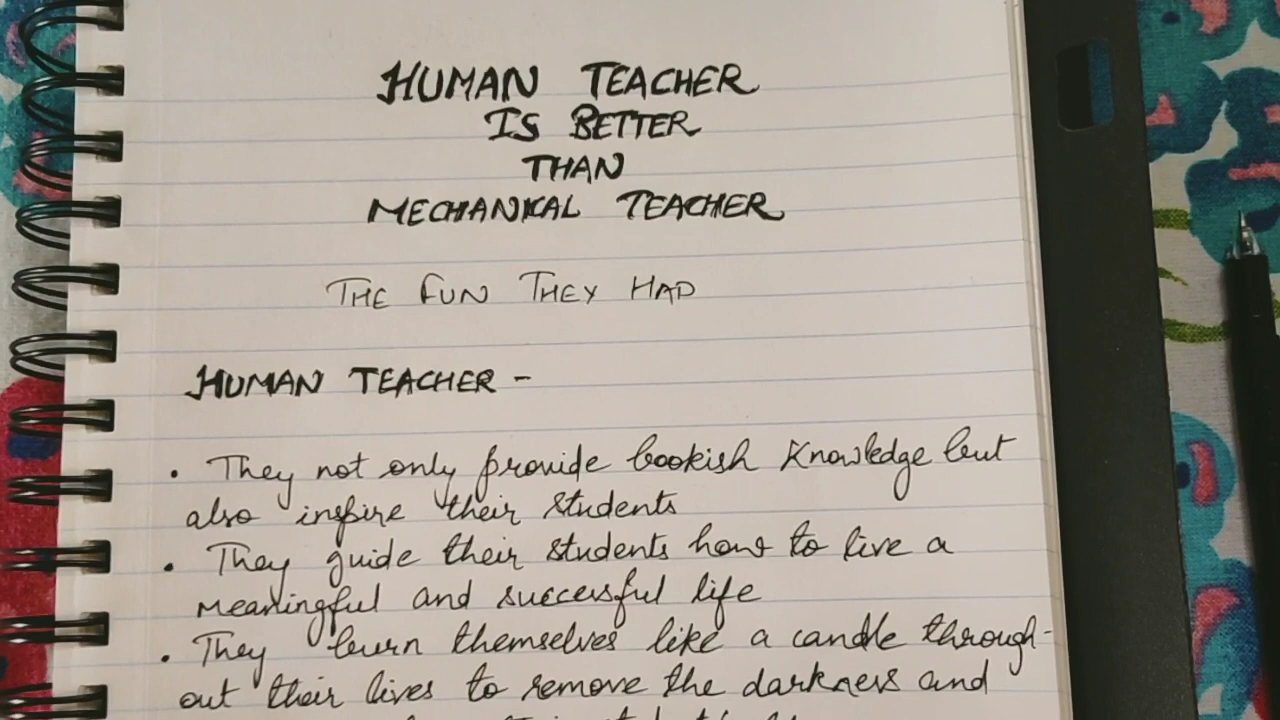 HUMAN TEACHER
IS BETTER
THAN
MECHANICAL TEACHER
THE FUN THEY HAD
HUMAN TEACHER -
• They not only provide bookish knowledge but
also inspire their students
• They guide their students how to live a
meaningful and successful life
• They burn themselves like a candle through-
out their lives to remove the darkness and